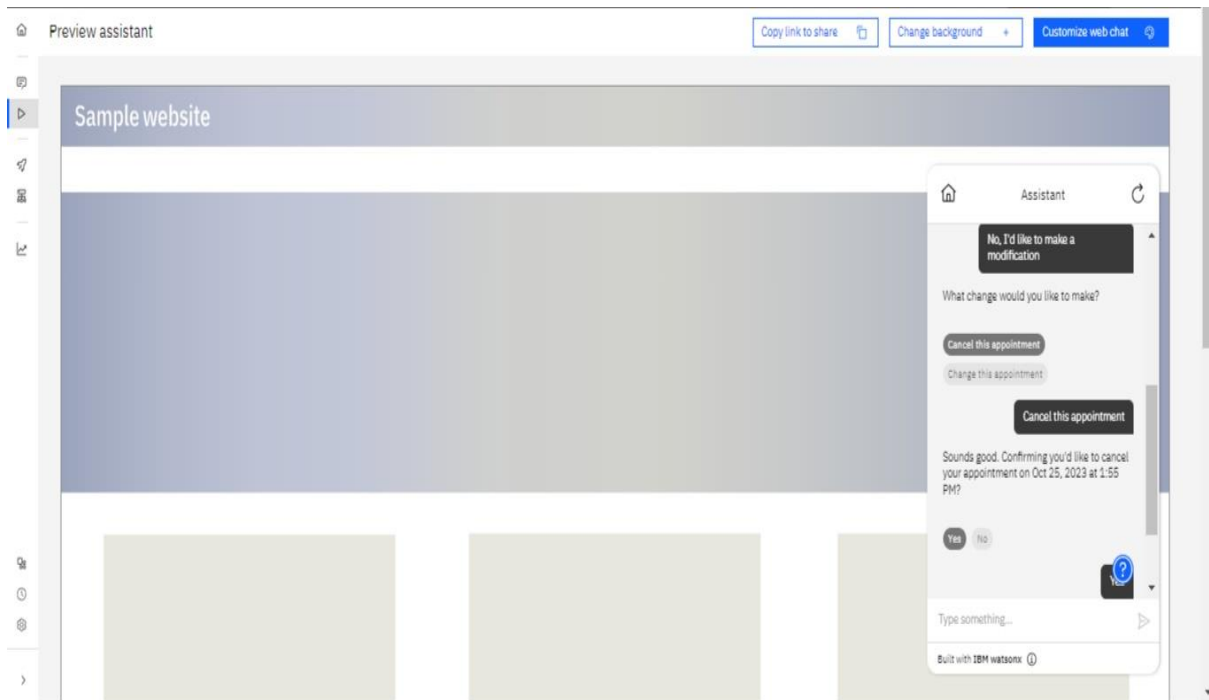 Preview assistant
Copy link to share
Change background +
Customize web chat
Sample website
Assistant
No, I'd like to make a
modification
What change would you like to make?
Cancel this appointment
Change this appointment
Cancel this appointment
Sounds good. Confirming you'd like to cancel
your appointment on Oct 25, 2023 at 1:55
PM?
Yes No
?
Type something...
Built with IBM watsonx